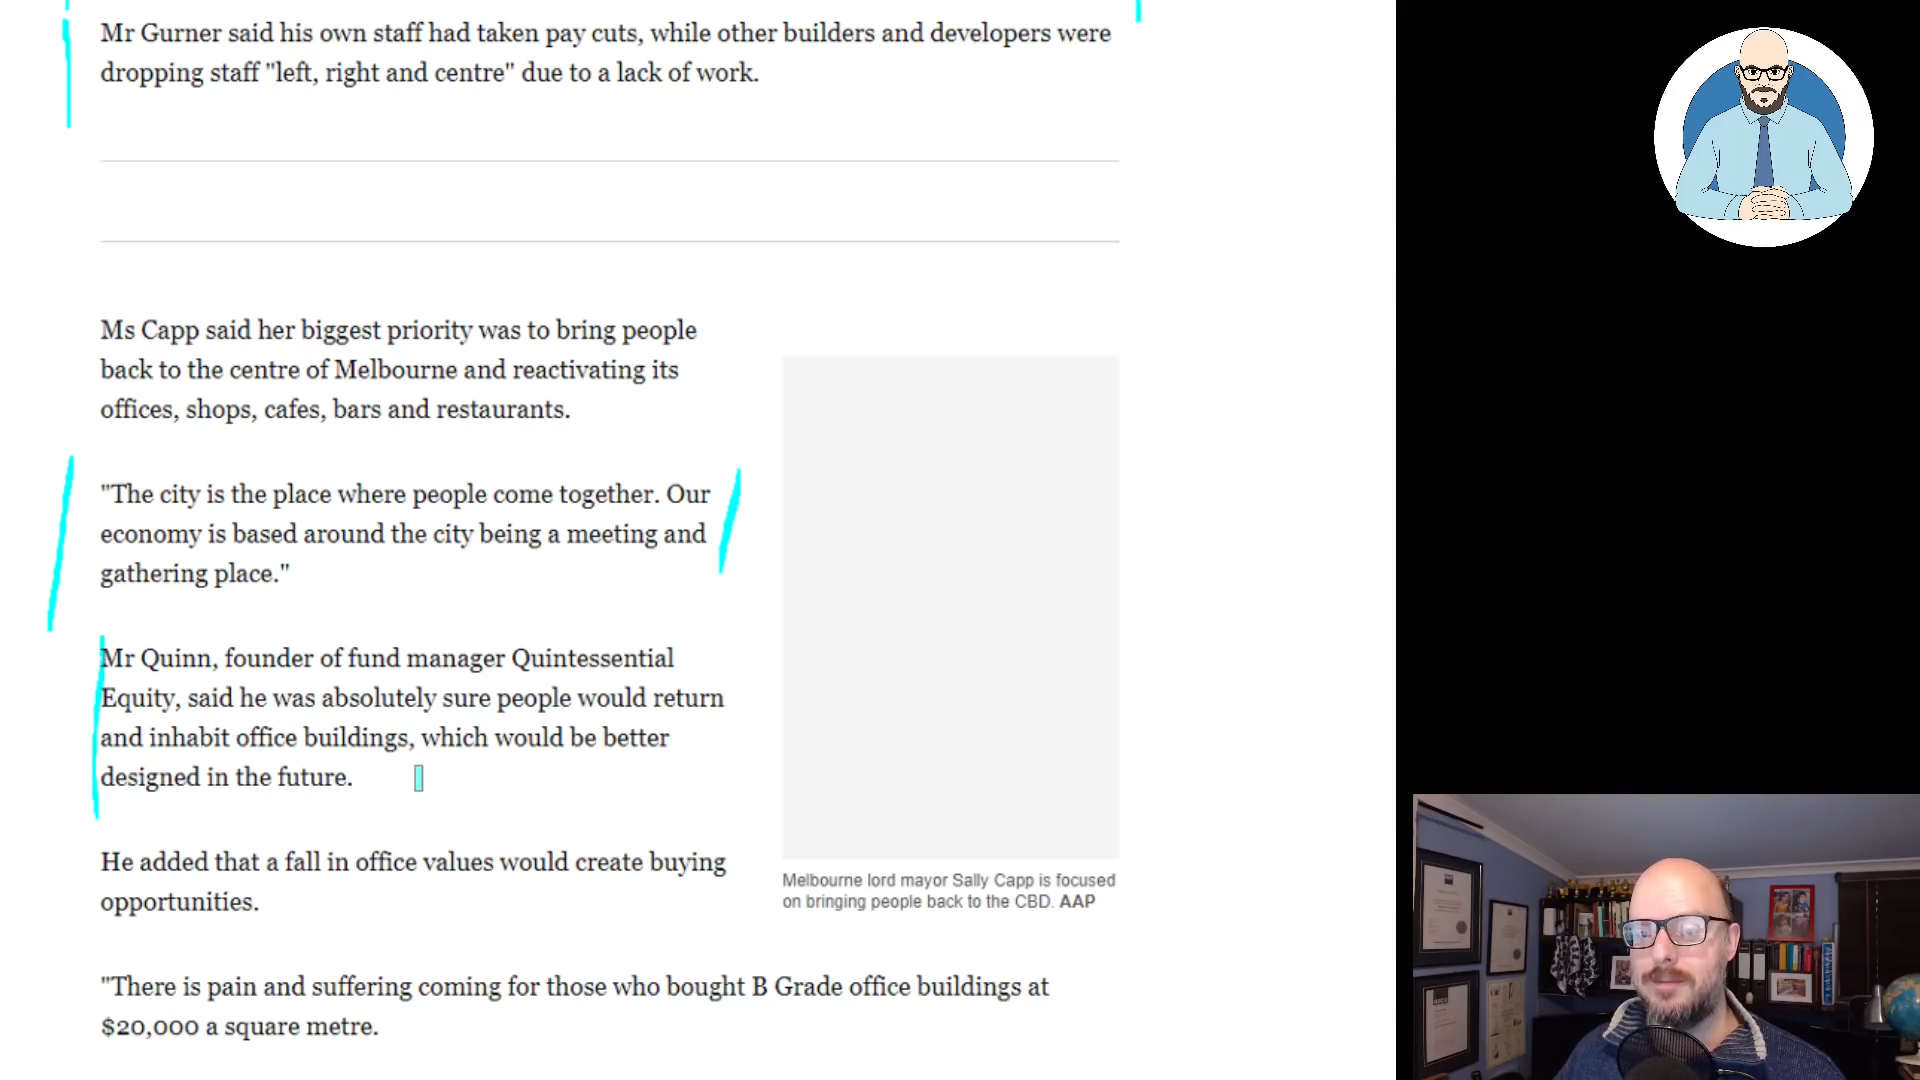 Mr Gurner said his own staff had taken pay cuts, while other builders and developers were
dropping staff "left, right and centre" due to a lack of work.
Ms Capp said her biggest priority was to bring people
back to the centre of Melbourne and reactivating its
offices, shops, cafes, bars and restaurants.
"The city is the place where people come together. Our
economy is based around the city being a meeting and
gathering place."
Mr Quinn, founder of fund manager Quintessential
Equity, said he was absolutely sure people would return
and inhabit office buildings, which would be better
designed in the future.
He added that a fall in office values would create buying
opportunities.
Melbourne lord mayor Sally Capp is focused
on bringing people back to the CBD. AAP
"There is pain and suffering coming for those who bought B Grade office buildings at
$20,000 a square metre.